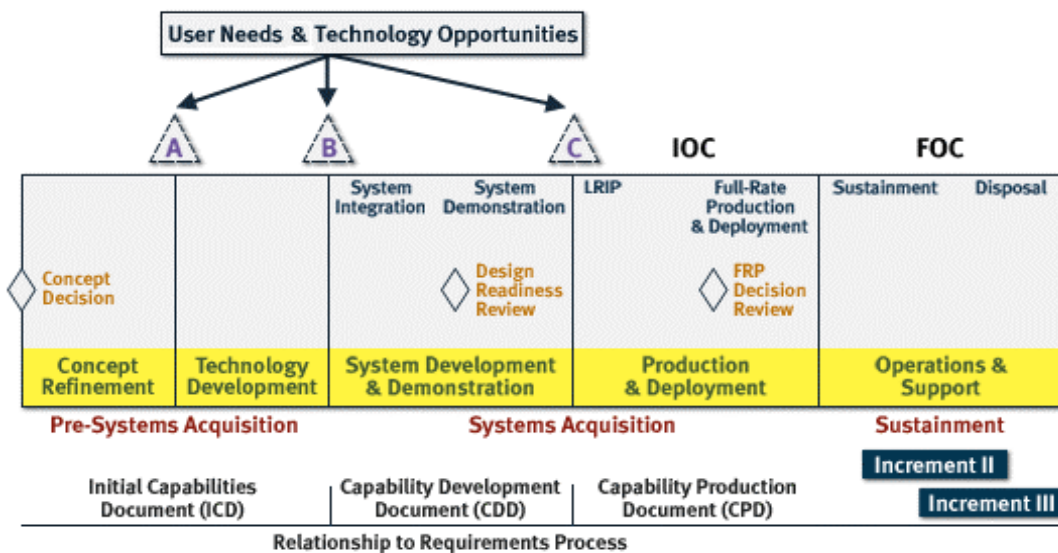 User Needs & Technology Opportunities
A
B
C
IOC
FOC
System
Integration
System
Demonstration
LRIP
Full-Rate
Production
& Deployment
Sustainment
Disposal
Concept
Decision
Design
Readiness
Review
FRP
Decision
Review
Concept
Refinement
Technology
Development
System Development
& Demonstration
Production
& Deployment
Operations &
Support
Pre-Systems Acquisition
Systems Acquisition
Sustainment
Increment II
Increment III
Initial Capabilities
Document (ICD)
Capability Development
Document (CDD)
Capability Production
Document (CPD)
Relationship to Requirements Process